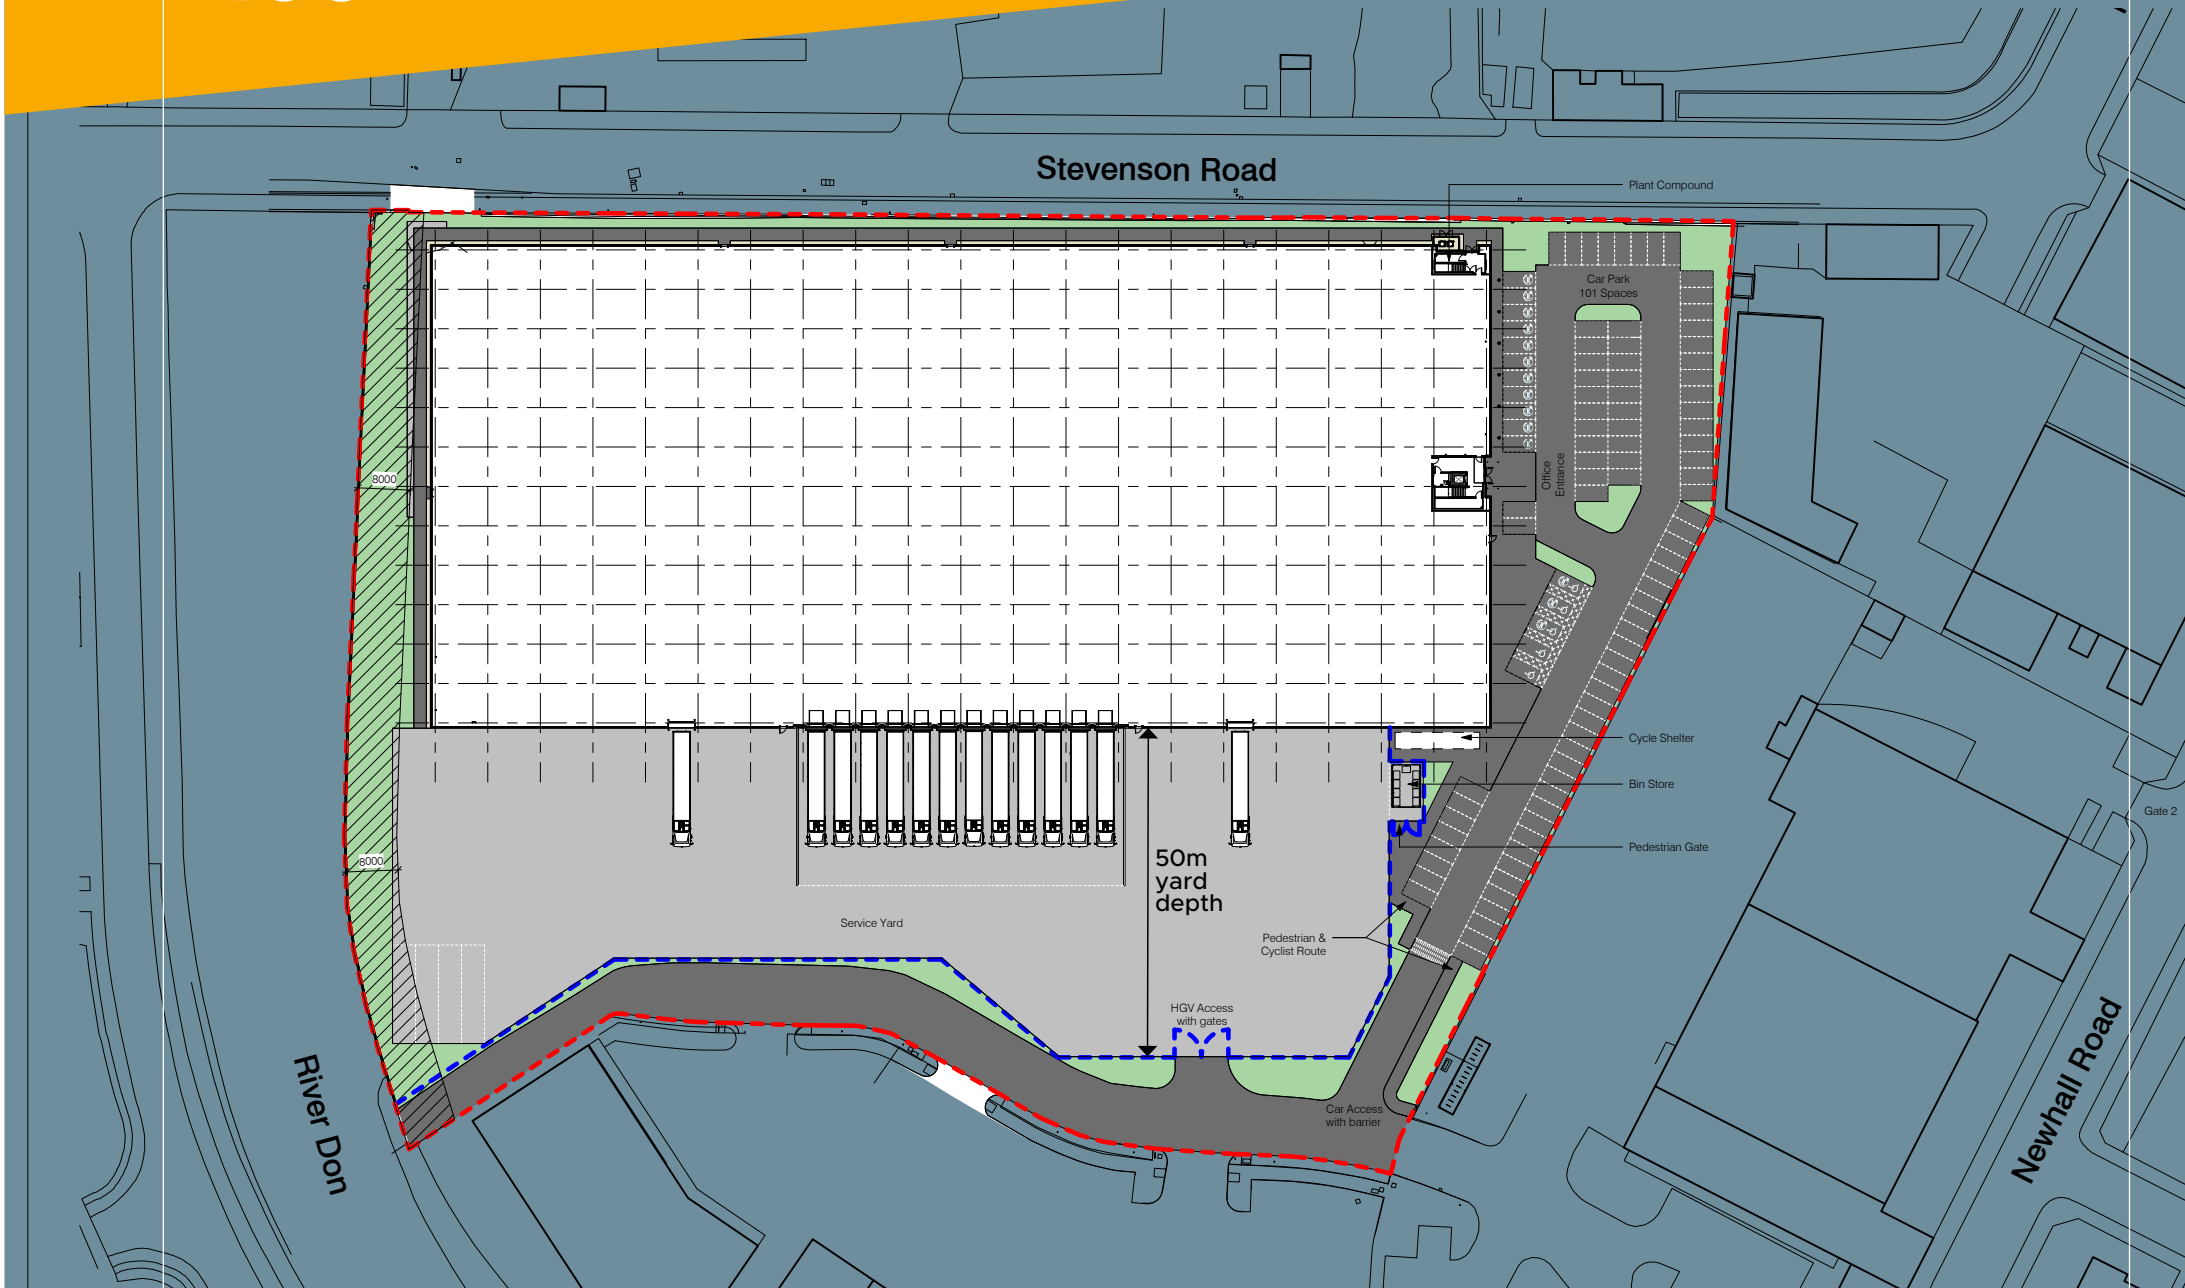 Stevenson Road
Plant Compound
Car Park
101 Spaces
8000
Office
Entrance
Cycle Shelter
Bin Store
Gate 2
Pedestrian Gate
50m
yard
depth
8000
Service Yard
Pedestrian &
Cyclist Route
HGV Access
with gates
River Don
Car Access
with barrier
Newhall Road